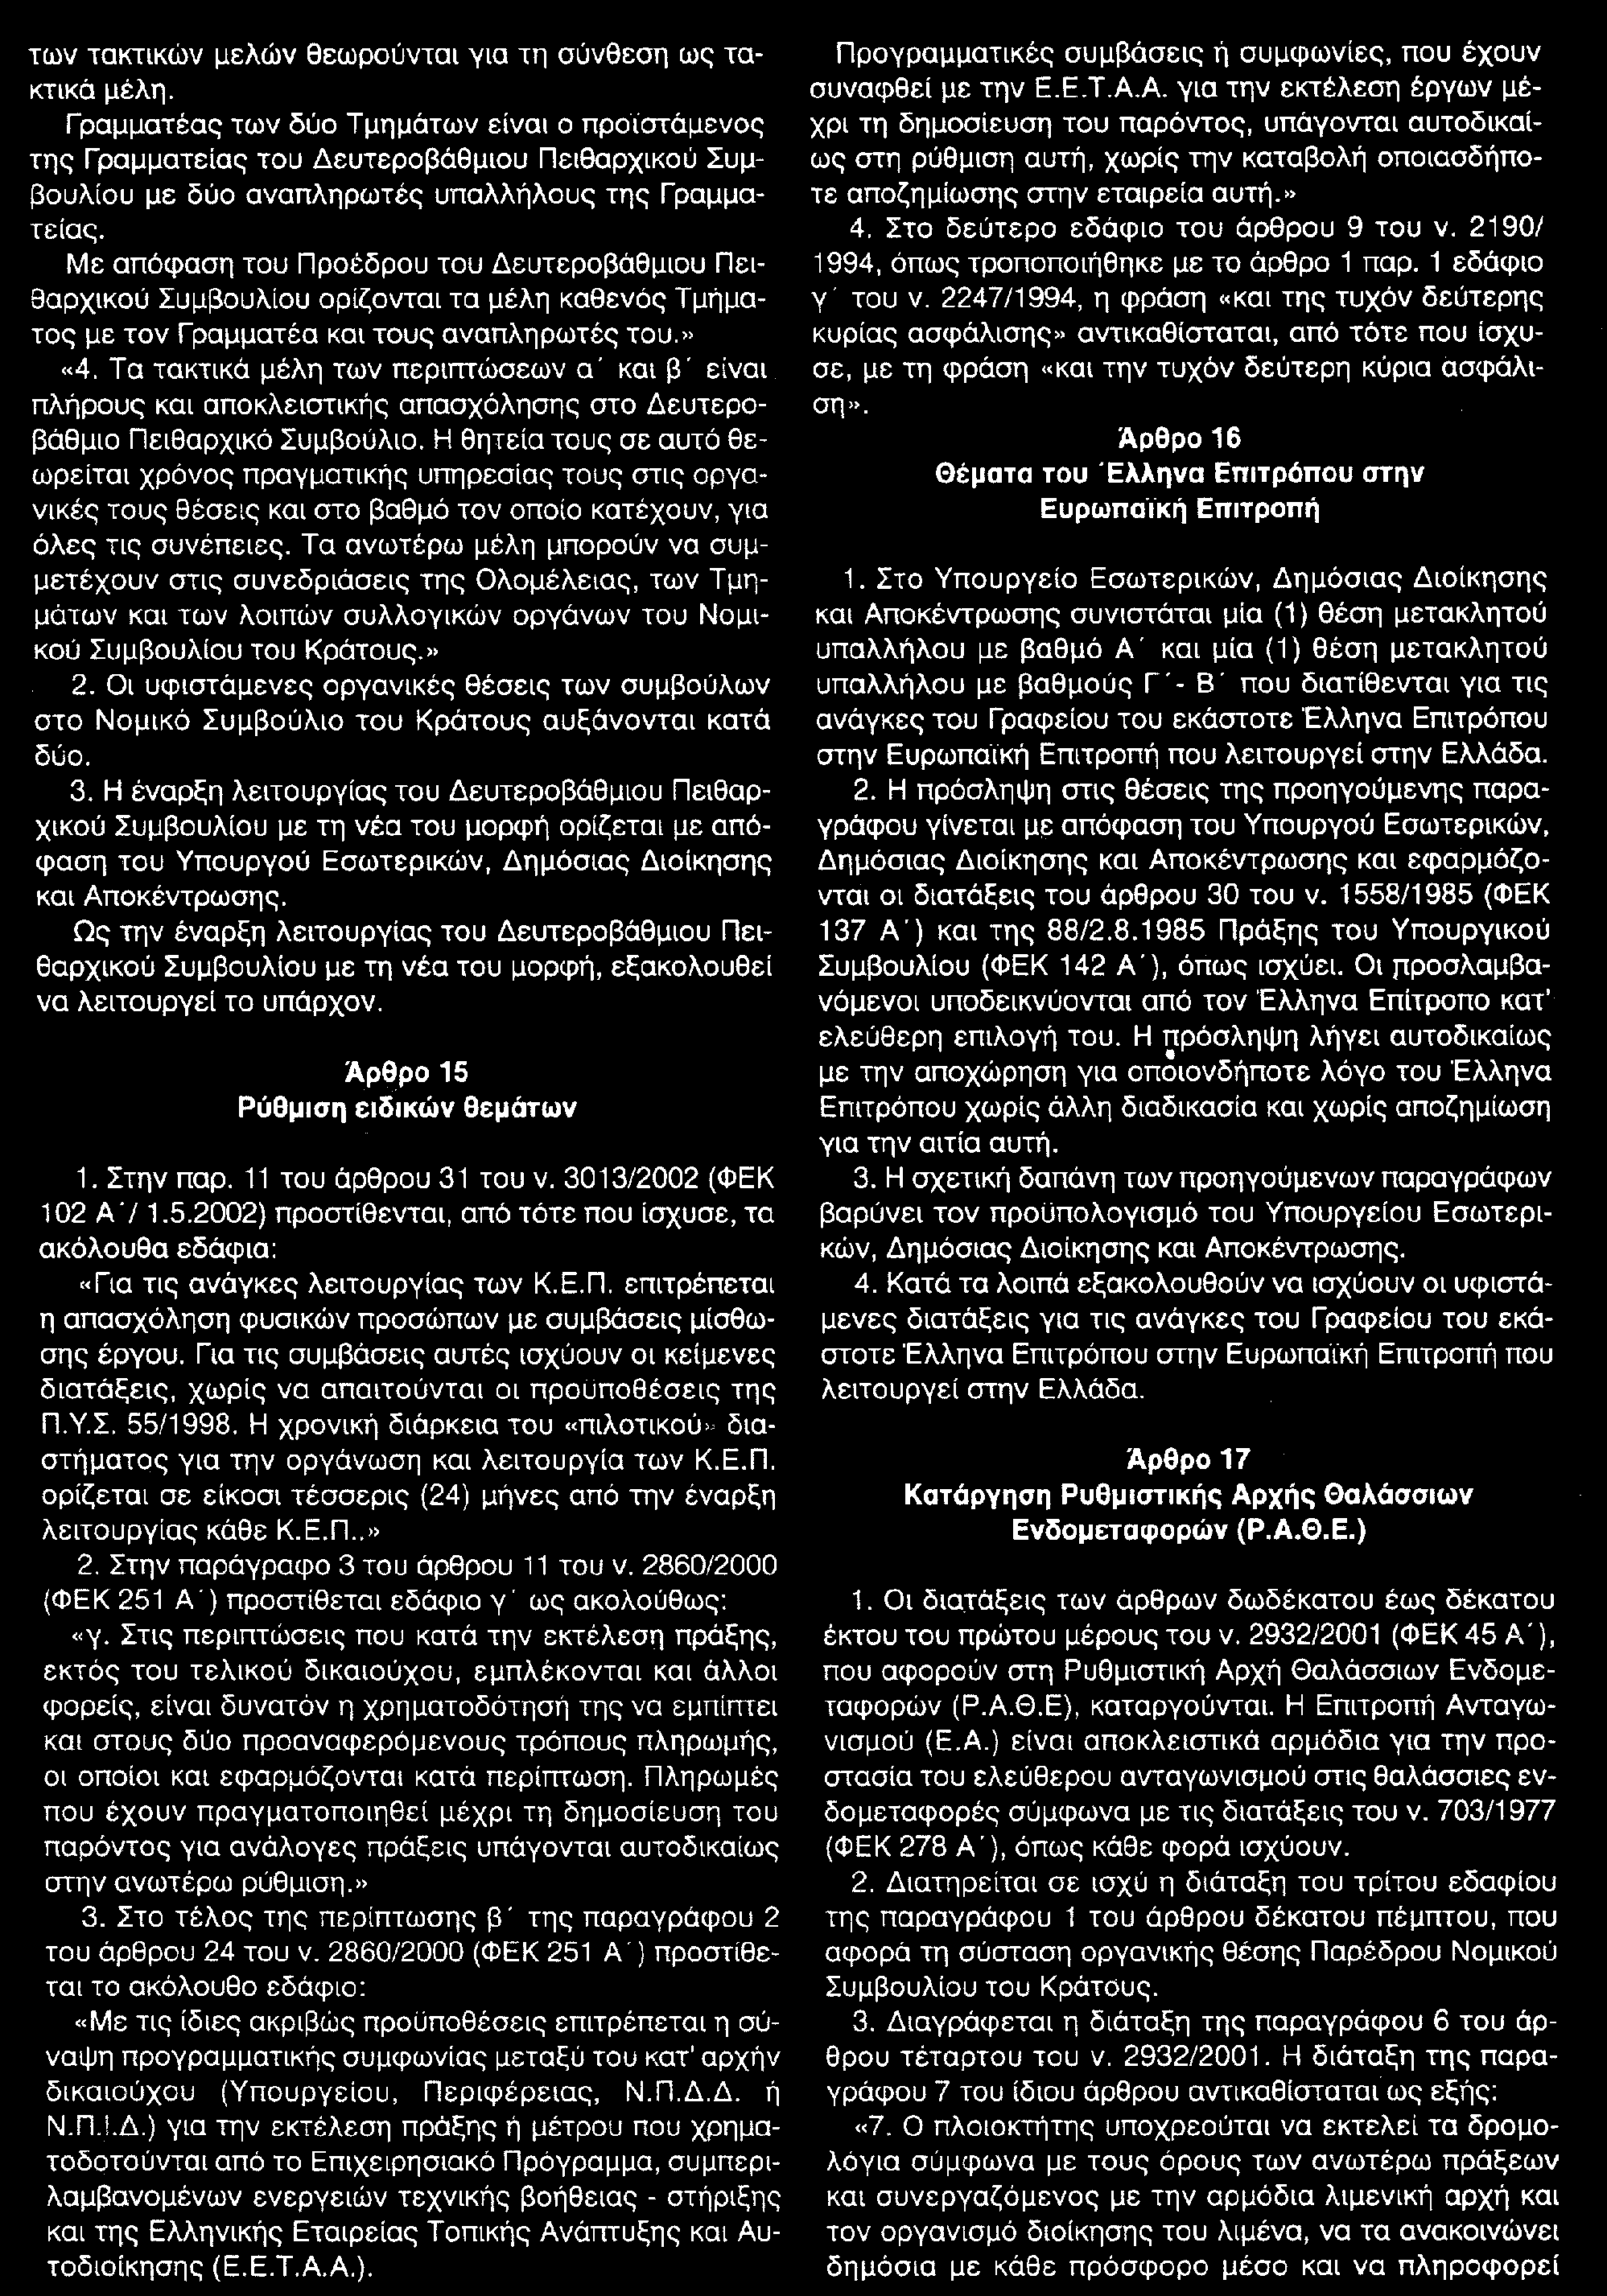 των τακτικών μελών θεωρούνται για τη σύνθεση ως τα-
κτικά μέλη.
Γραμματέας των δύο Τμημάτων είναι ο προϊστάμενος
της Γραμματείας του Δευτεροβάθμιου Πειθαρχικού Συμ-
βουλίου με δύο αναπληρωτές υπαλλήλους της Γραμμα-
τείας.
Με απόφαση του Προέδρου του Δευτεροβάθμιου Πει-
θαρχικού Συμβουλίου ορίζονται τα μέλη καθενός Τμήμα-
τος με τον Γραμματέα και τους αναπληρωτές του.»
«4. Τα τακτικά μέλη των περιπτώσεων α΄ και β΄ είναι
πλήρους και αποκλειστικής απασχόλησης στο Δευτερο-
βάθμιο Πειθαρχικό Συμβούλιο. Η θητεία τους σε αυτό θε-
ωρείται χρόνος πραγματικής υπηρεσίας τους στις οργα-
νικές τους θέσεις και στο βαθμό τον οποίο κατέχουν, για
όλες τις συνέπειες. Τα ανωτέρω μέλη μπορούν να συμ-
μετέχουν στις συνεδριάσεις της Ολομέλειας, των Τμη-
μάτων και των λοιπών συλλογικών οργάνων του Νομι-
κού Συμβουλίου του Κράτους.»
2. Οι υφιστάμενες οργανικές θέσεις των συμβούλων
στο Νομικό Συμβούλιο του Κράτους αυξάνονται κατά
δύο.
3. Η έναρξη λειτουργίας του Δευτεροβάθμιου Πειθαρ-
χικού Συμβουλίου με τη νέα του μορφή ορίζεται με από-
φαση του Υπουργού Εσωτερικών, Δημόσιας Διοίκησης
και Αποκέντρωσης.
Ως την έναρξη λειτουργίας του Δευτεροβάθμιου Πει-
θαρχικού Συμβουλίου με τη νέα του μορφή, εξακολουθεί
να λειτουργεί το υπάρχον.
Άρθρο 15
Ρύθμιση ειδικών θεμάτων
1. Στην παρ. 11 του άρθρου 31 του ν. 3013/2002 (ΦΕΚ
102 Α΄/ 1.5.2002) προστίθενται, από τότε που ίσχυσε, τα
ακόλουθα εδάφια:
«Για τις ανάγκες λειτουργίας των Κ.Ε.Π. επιτρέπεται
η απασχόληση φυσικών προσώπων με συμβάσεις μίσθω-
σης έργου. Για τις συμβάσεις αυτές ισχύουν οι κείμενες
διατάξεις, χωρίς να απαιτούνται οι προϋποθέσεις της
Π.Υ.Σ. 55/1998. Η χρονική διάρκεια του «πιλοτικού» δια-
στήματος για την οργάνωση και λειτουργία των Κ.Ε.Π.
ορίζεται σε είκοσι τέσσερις (24) μήνες από την έναρξη
λειτουργίας κάθε Κ.Ε.Π..»
2. Στην παράγραφο 3 του άρθρου 11 του ν. 2860/2000
(ΦΕΚ 251 Α΄) προστίθεται εδάφιο γ΄ ως ακολούθως:
«γ. Στις περιπτώσεις που κατά την εκτέλεση πράξης,
εκτός του τελικού δικαιούχου, εμπλέκονται και άλλοι
φορείς, είναι δυνατόν η χρηματοδότησή της να εμπίπτει
και στους δύο προαναφερόμενους τρόπους πληρωμής,
οι οποίοι και εφαρμόζονται κατά περίπτωση. Πληρωμές
που έχουν πραγματοποιηθεί μέχρι τη δημοσίευση του
παρόντος για ανάλογες πράξεις υπάγονται αυτοδικαίως
στην ανωτέρω ρύθμιση.»
3. Στο τέλος της περίπτωσης β΄ της παραγράφου 2
του άρθρου 24 του ν. 2860/2000 (ΦΕΚ 251 Α΄) προστίθε-
ται το ακόλουθο εδάφιο:
«Με τις ίδιες ακριβώς προϋποθέσεις επιτρέπεται η σύ-
ναψη προγραμματικής συμφωνίας μεταξύ του κατ' αρχήν
δικαιούχου (Υπουργείου, Περιφέρειας, Ν.Π.Δ.Δ. ή
Ν.Π.Ι.Δ.) για την εκτέλεση πράξης ή μέτρου που χρημα-
τοδοτούνται από το Επιχειρησιακό Πρόγραμμα, συμπερι-
λαμβανομένων ενεργειών τεχνικής βοήθειας - στήριξης
και της Ελληνικής Εταιρείας Τοπικής Ανάπτυξης και Αυ-
τοδιοίκησης (Ε.Ε.Τ.Α.Α.).
Προγραμματικές συμβάσεις ή συμφωνίες, που έχουν
συναφθεί με την Ε.Ε.Τ.Α.Α. για την εκτέλεση έργων μέ-
χρι τη δημοσίευση του παρόντος, υπάγονται αυτοδικαί-
ως στη ρύθμιση αυτή, χωρίς την καταβολή οποιασδήπο-
τε αποζημίωσης στην εταιρεία αυτή.»
4. Στο δεύτερο εδάφιο του άρθρου 9 του ν. 2190/
1994, όπως τροποποιήθηκε με το άρθρο 1 παρ. 1 εδάφιο
γ΄ του ν. 2247/1994, η φράση «και της τυχόν δεύτερης
κυρίας ασφάλισης» αντικαθίσταται, από τότε που ίσχυ-
σε, με τη φράση «και την τυχόν δεύτερη κύρια ασφάλι-
ση».
Άρθρο 16
Θέματα του Έλληνα Επιτρόπου στην
Ευρωπαϊκή Επιτροπή
1. Στο Υπουργείο Εσωτερικών, Δημόσιας Διοίκησης
και Αποκέντρωσης συνιστάται μία (1) θέση μετακλητού
υπαλλήλου με βαθμό Α΄ και μία (1) θέση μετακλητού
υπαλλήλου με βαθμούς Γ΄- Β΄ που διατίθενται για τις
ανάγκες του Γραφείου του εκάστοτε Έλληνα Επιτρόπου
στην Ευρωπαϊκή Επιτροπή που λειτουργεί στην Ελλάδα.
2. Η πρόσληψη στις θέσεις της προηγούμενης παρα-
γράφου γίνεται με απόφαση του Υπουργού Εσωτερικών,
Δημόσιας Διοίκησης και Αποκέντρωσης και εφαρμόζο-
νται οι διατάξεις του άρθρου 30 του ν. 1558/1985 (ΦΕΚ
137 Α΄) και της 88/2.8.1985 Πράξης του Υπουργικού
Συμβουλίου (ΦΕΚ 142 Α΄), όπως ισχύει. Οι προσλαμβα-
νόμενοι υποδεικνύονται από τον Έλληνα Επίτροπο κατ'
ελεύθερη επιλογή του. Η πρόσληψη λήγει αυτοδικαίως
με την αποχώρηση για οποιονδήποτε λόγο του Έλληνα
Επιτρόπου χωρίς άλλη διαδικασία και χωρίς αποζημίωση
για την αιτία αυτή.
3. Η σχετική δαπάνη των προηγούμενων παραγράφων
βαρύνει τον προϋπολογισμό του Υπουργείου Εσωτερι-
κών, Δημόσιας Διοίκησης και Αποκέντρωσης.
4. Κατά τα λοιπά εξακολουθούν να ισχύουν οι υφιστά-
μενες διατάξεις για τις ανάγκες του Γραφείου του εκά-
στοτε Έλληνα Επιτρόπου στην Ευρωπαϊκή Επιτροπή που
λειτουργεί στην Ελλάδα.
Άρθρο 17
Κατάργηση Ρυθμιστικής Αρχής Θαλάσσιων
Ενδομεταφορών (Ρ.Α.Θ.Ε.)
1. Οι διατάξεις των άρθρων δωδέκατου έως δέκατου
έκτου του πρώτου μέρους του ν. 2932/2001 (ΦΕΚ 45 Α΄),
που αφορούν στη Ρυθμιστική Αρχή Θαλάσσιων Ενδομε-
ταφορών (Ρ.Α.Θ.Ε), καταργούνται. Η Επιτροπή Ανταγω-
νισμού (Ε.Α.) είναι αποκλειστικά αρμόδια για την προ-
στασία του ελεύθερου ανταγωνισμού στις θαλάσσιες εν-
δομεταφορές σύμφωνα με τις διατάξεις του ν. 703/1977
(ΦΕΚ 278 Α΄), όπως κάθε φορά ισχύουν.
2. Διατηρείται σε ισχύ η διάταξη του τρίτου εδαφίου
της παραγράφου 1 του άρθρου δέκατου πέμπτου, που
αφορά τη σύσταση οργανικής θέσης Παρέδρου Νομικού
Συμβουλίου του Κράτους.
3. Διαγράφεται η διάταξη της παραγράφου 6 του άρ-
θρου τέταρτου του ν. 2932/2001. Η διάταξη της παρα-
γράφου 7 του ίδιου άρθρου αντικαθίσταται ως εξής:
«7. Ο πλοιοκτήτης υποχρεούται να εκτελεί τα δρομο-
λόγια σύμφωνα με τους όρους των ανωτέρω πράξεων
και συνεργαζόμενος με την αρμόδια λιμενική αρχή και
τον οργανισμό διοίκησης του λιμένα, να τα ανακοινώνει
δημόσια με κάθε πρόσφορο μέσο και να πληροφορεί